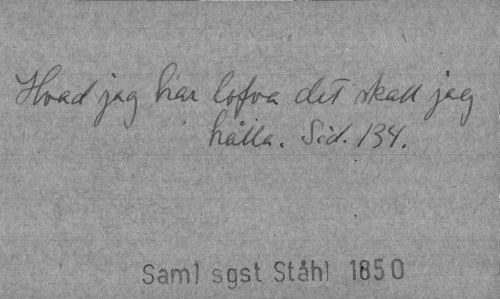 Hvad jag har lofva det skall jag
hålla. Sid. 134.
Saml sgst Ståhl 1850